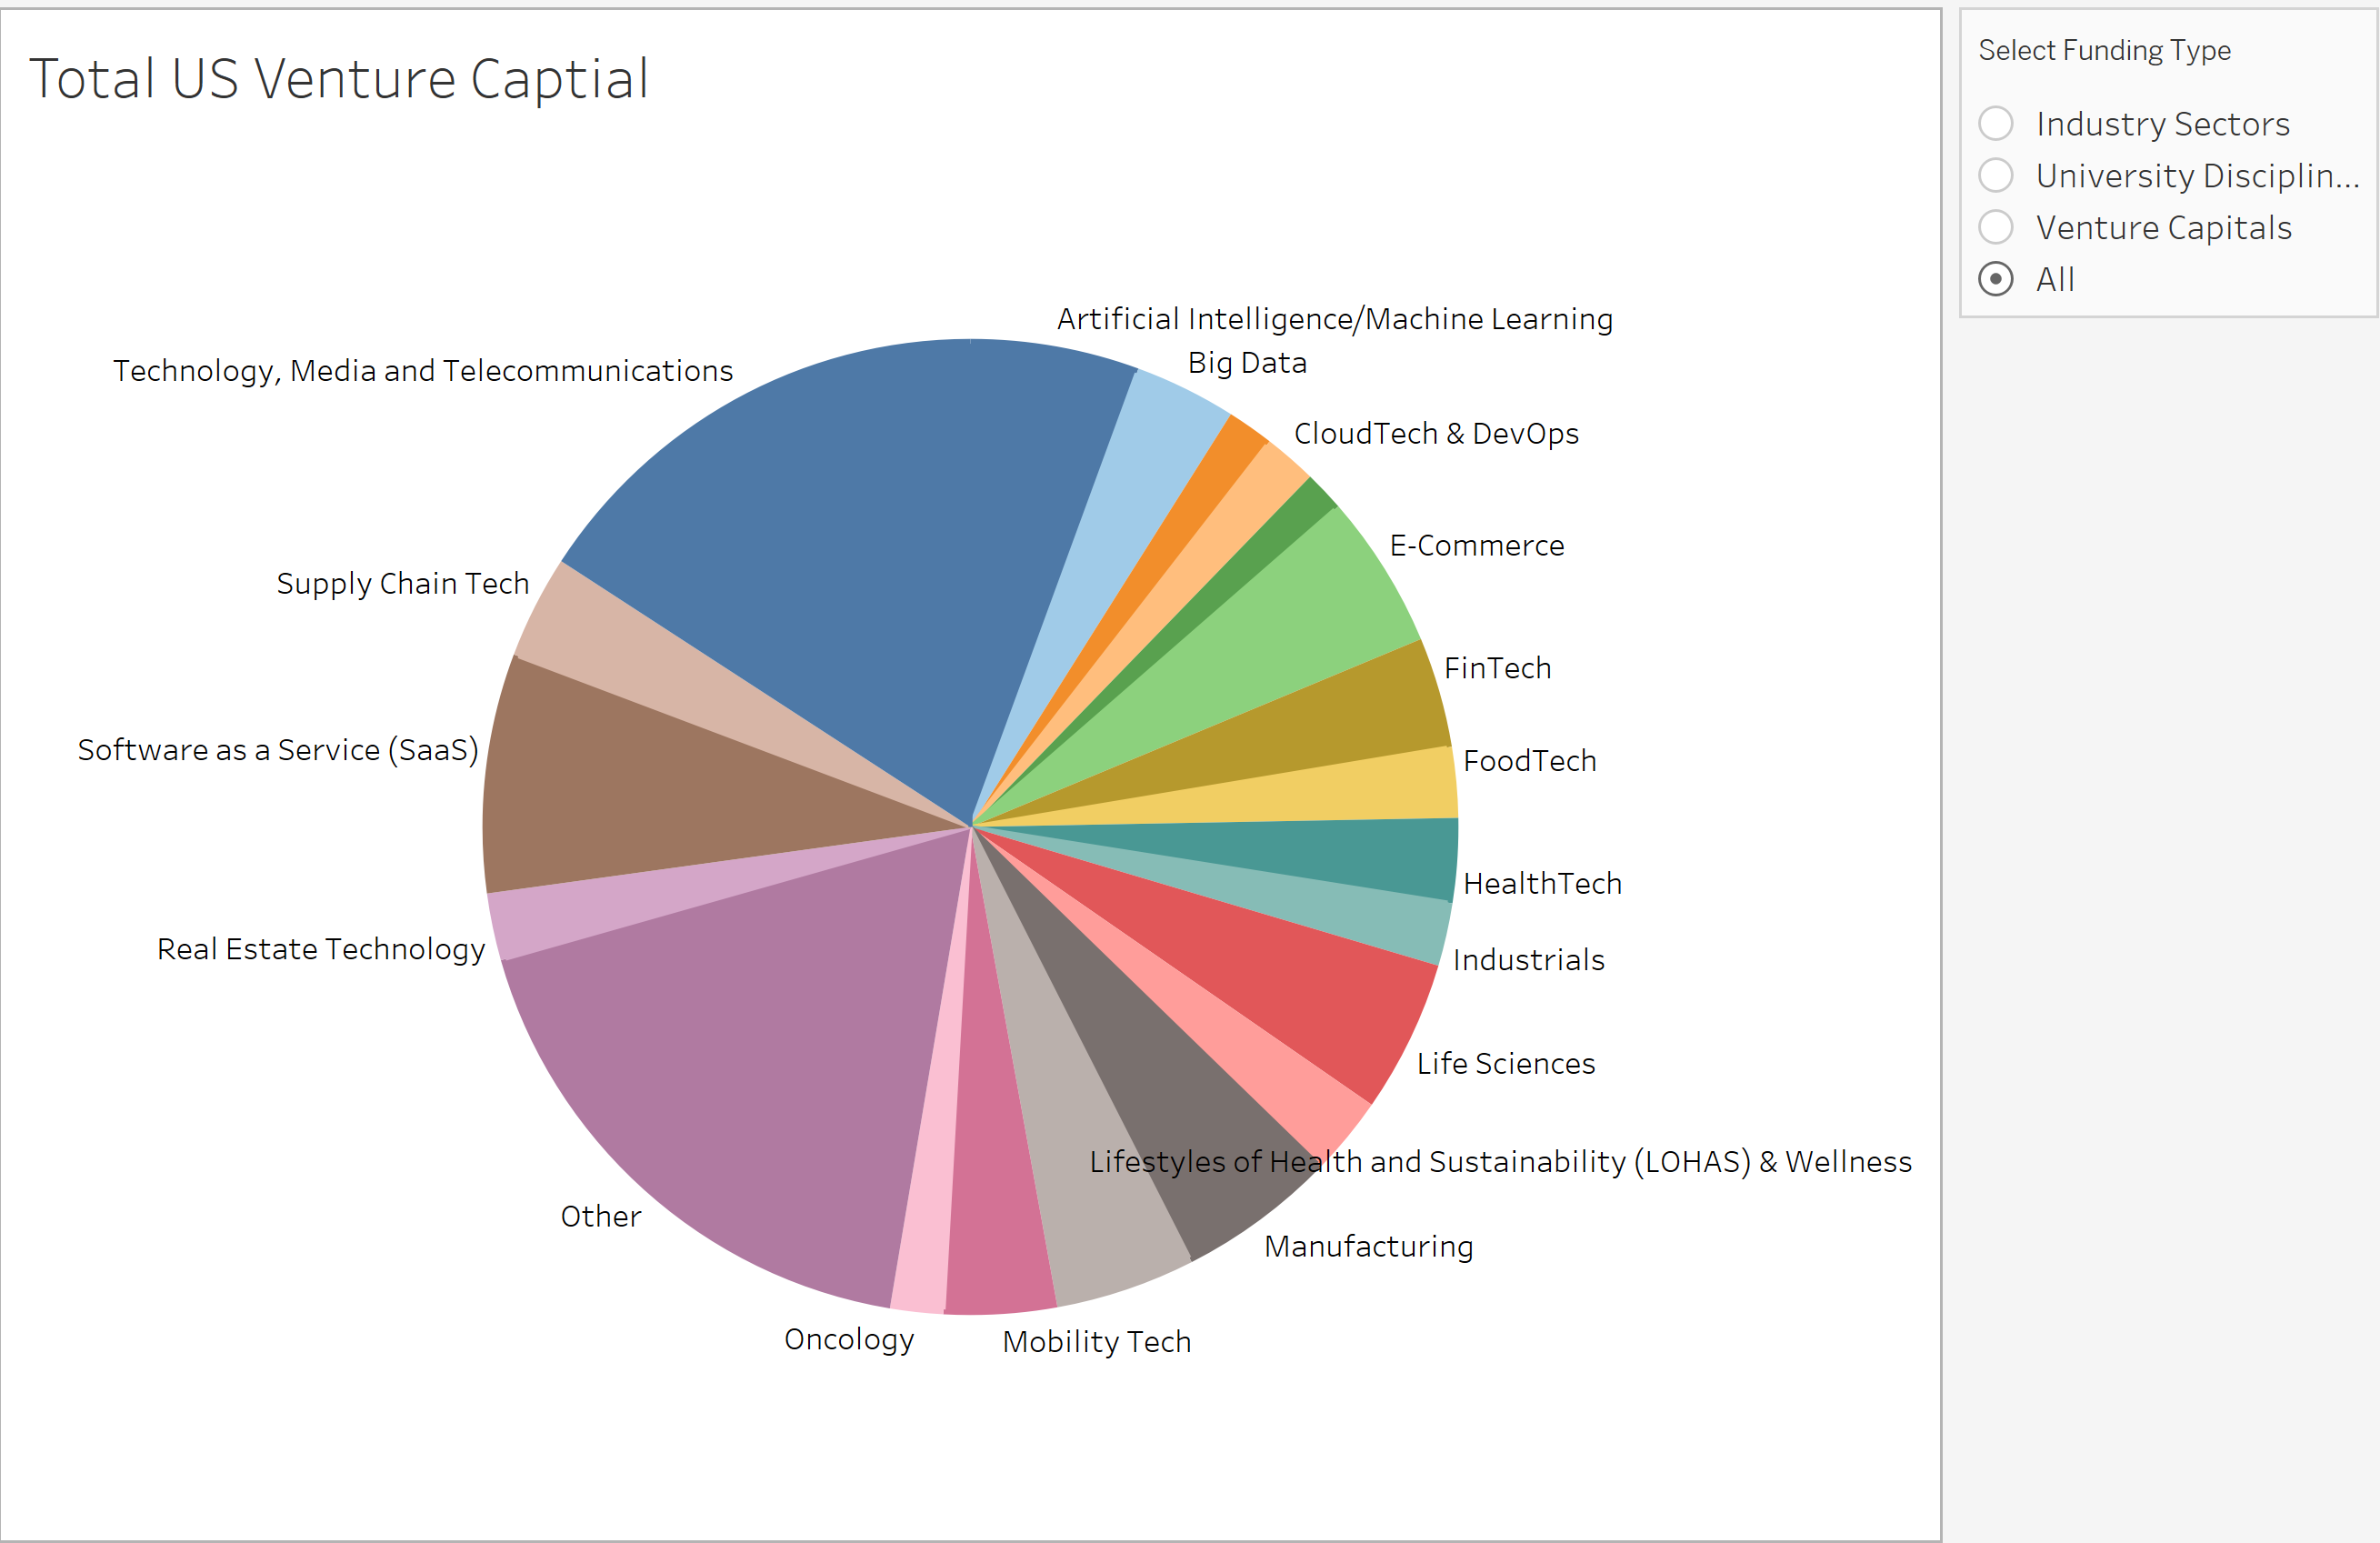 Total US Venture Captial
Select Funding Type
Industry Sectors
University Disciplin...
Venture Capitals
All
Artificial Intelligence/Machine Learning
Big Data
CloudTech & DevOps
E-Commerce
FinTech
FoodTech
HealthTech
Industrials
Life Sciences
Lifestyles of Health and Sustainability (LOHAS) & Wellness
Manufacturing
Mobility Tech
Oncology
Other
Real Estate Technology
Software as a Service (SaaS)
Supply Chain Tech
Technology, Media and Telecommunications